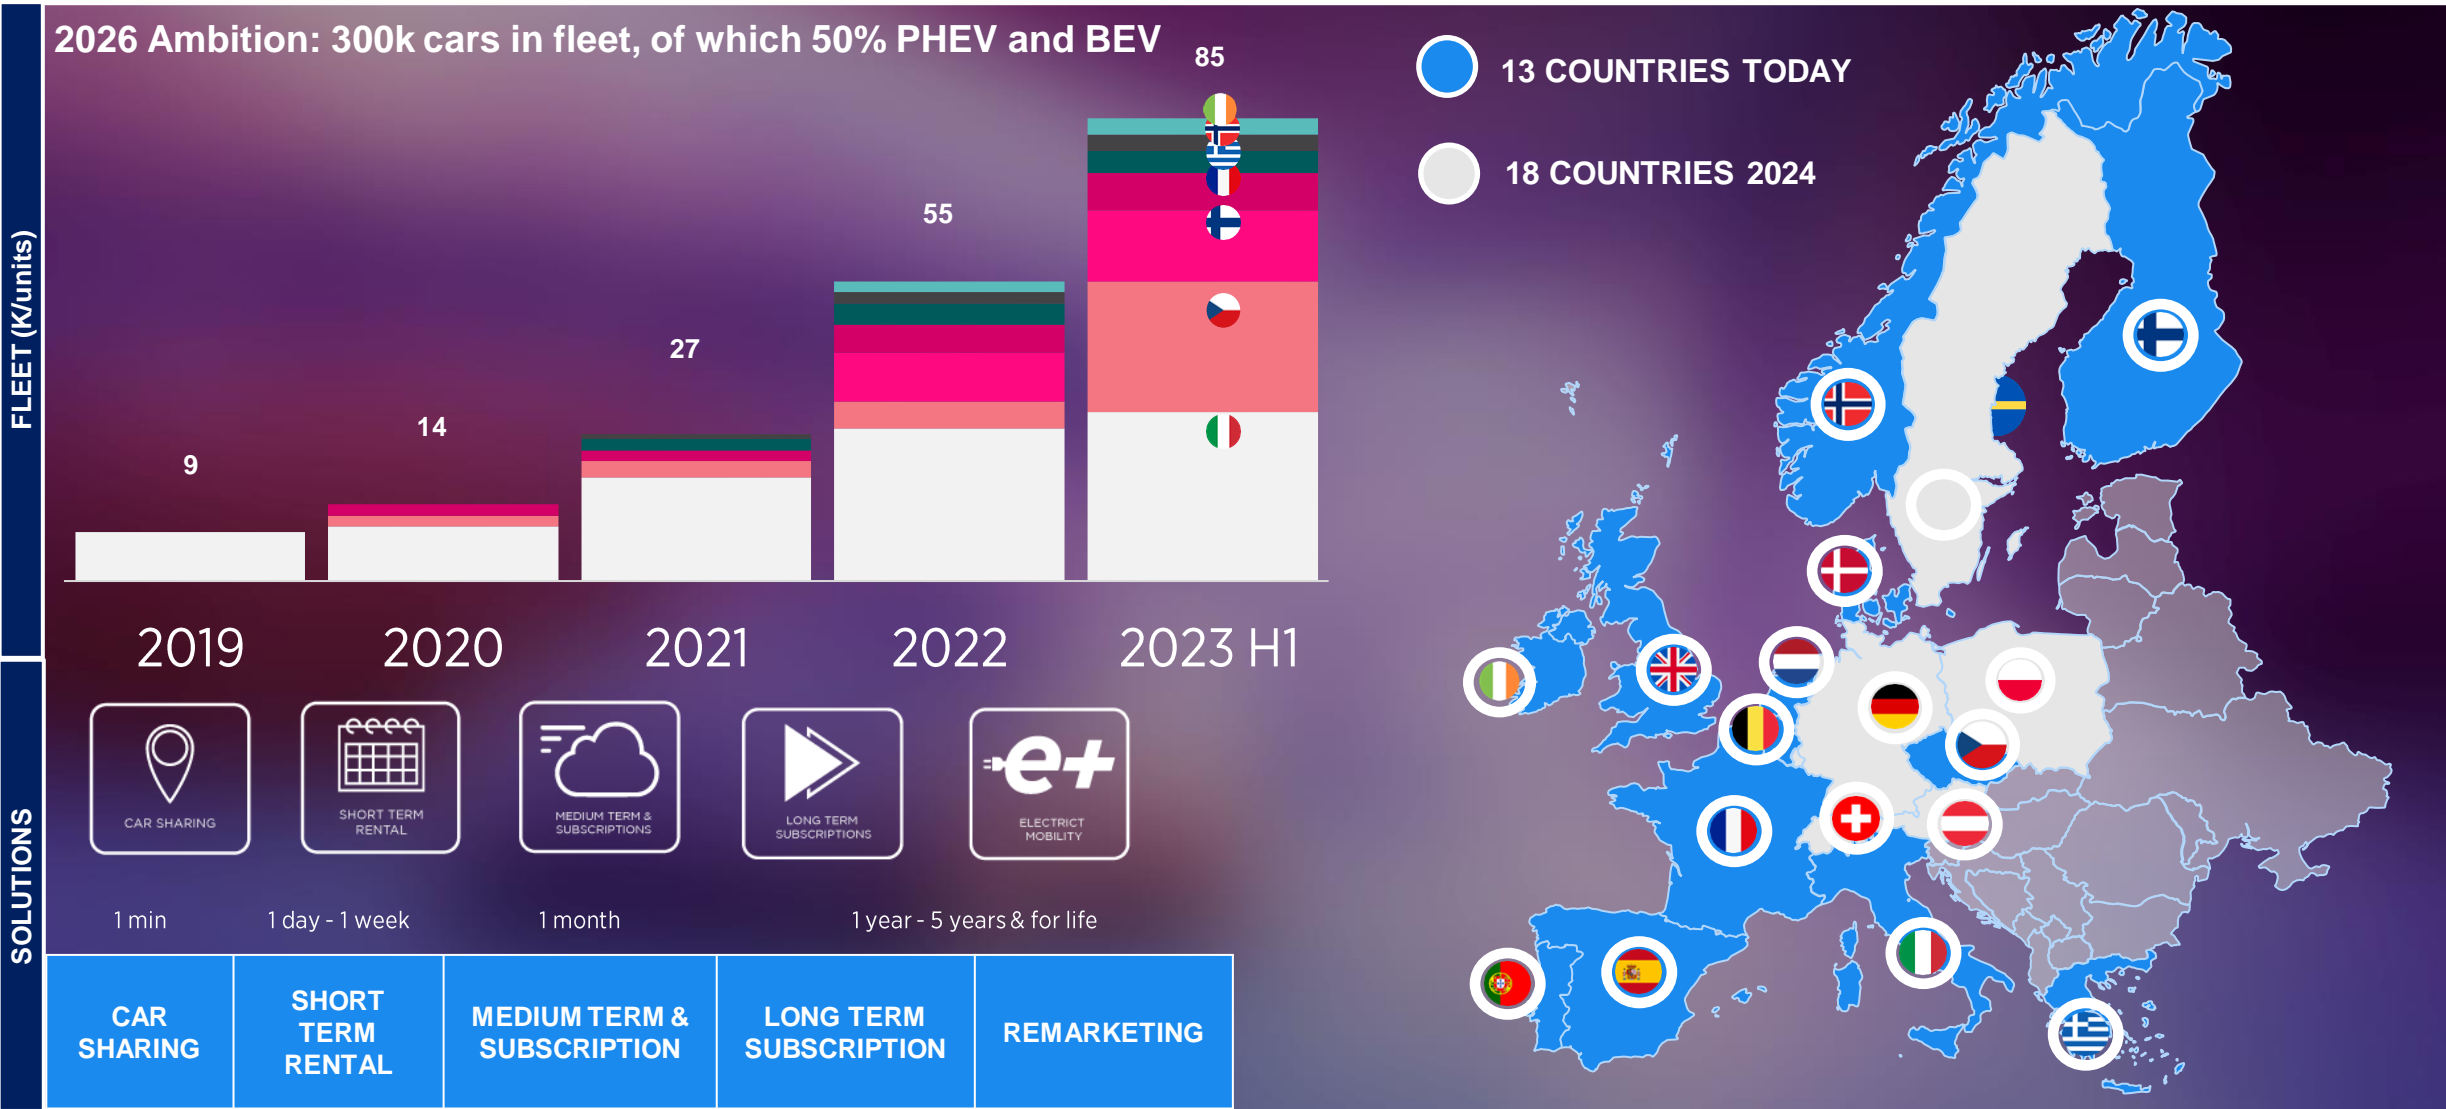 2026 Ambition: 300k cars in fleet, of which 50% PHEV and BEV
FLEET (K/units)
9
14
27
55
85
2019
2020
2021
2022
2023 H1
13 COUNTRIES TODAY
18 COUNTRIES 2024
SOLUTIONS
CAR SHARING
SHORT TERM
RENTAL
MEDIUM TERM &
SUBSCRIPTIONS
LONG TERM
SUBSCRIPTIONS
e+
ELECTRICT
MOBILITY
1 min
1 day - 1 week
1 month
1 year - 5 years & for life
CAR
SHARING
SHORT
TERM
RENTAL
MEDIUM TERM &
SUBSCRIPTION
LONG TERM
SUBSCRIPTION
REMARKETING